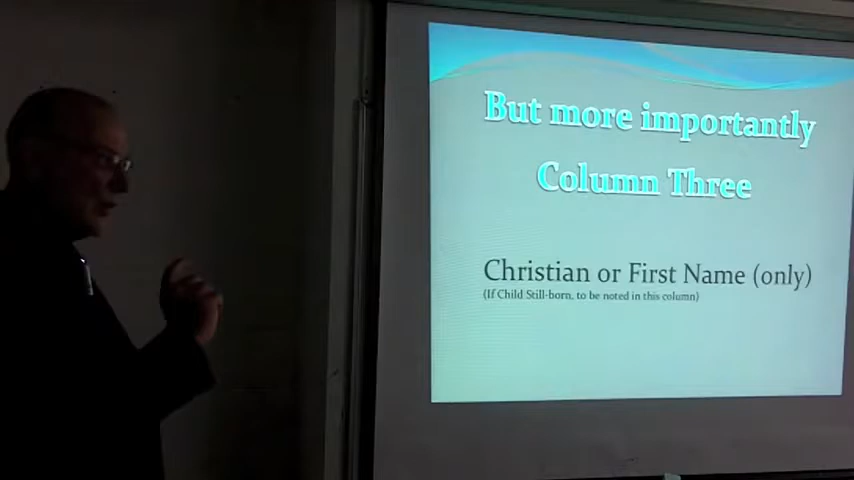 But more importantly
Column Three
Christian or First Name (only)
(If Child Still-born, to be noted in this column)